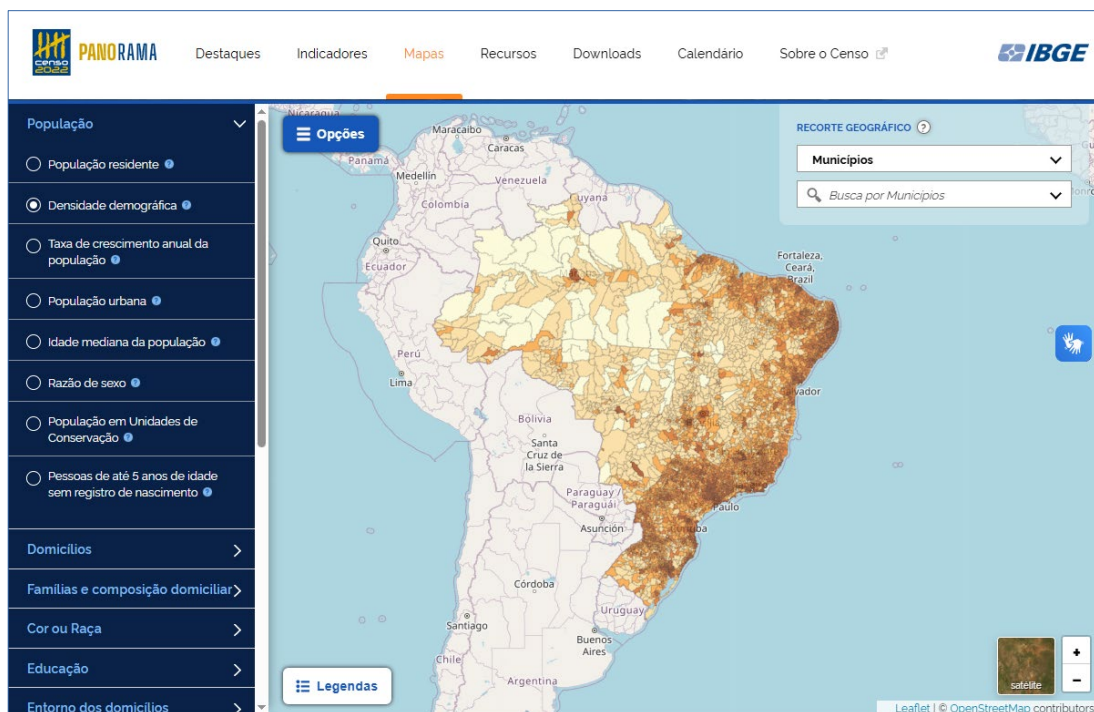 censo
2022
PANORAMA
Destaques
Indicadores
Mapas
Recursos
Downloads
Calendário
Sobre o Censo
IBGE
População
População residente
Densidade demográfica
Taxa de crescimento anual da
população
População urbana
Idade mediana da população
Razão de sexo
População em Unidades de
Conservação
Pessoas de até 5 anos de idade
sem registro de nascimento
Domicílios
Famílias e composição domiciliar
Cor ou Raça
Educação
Entorno dos domicílios
Opções
RECORTE GEOGRÁFICO
Municípios
Busca por Municípios
Nicaragua
Maracaibo
Caracas
Panamá
Medellín
Venezuela
Guyana
Colombia
Quito
Ecuador
Fortaleza,
Ceará,
Brazil
Perú
Lima
vador
Bolivia
Santa
Cruz de
la Sierra
Paraguay /
Paraguái
Asunción
Paulo
Córdoba
Uruguay
Santiago
Buenos
Aires
Chile
Argentina
Legendas
satélite
+
−
Leaflet | © OpenStreetMap contributors